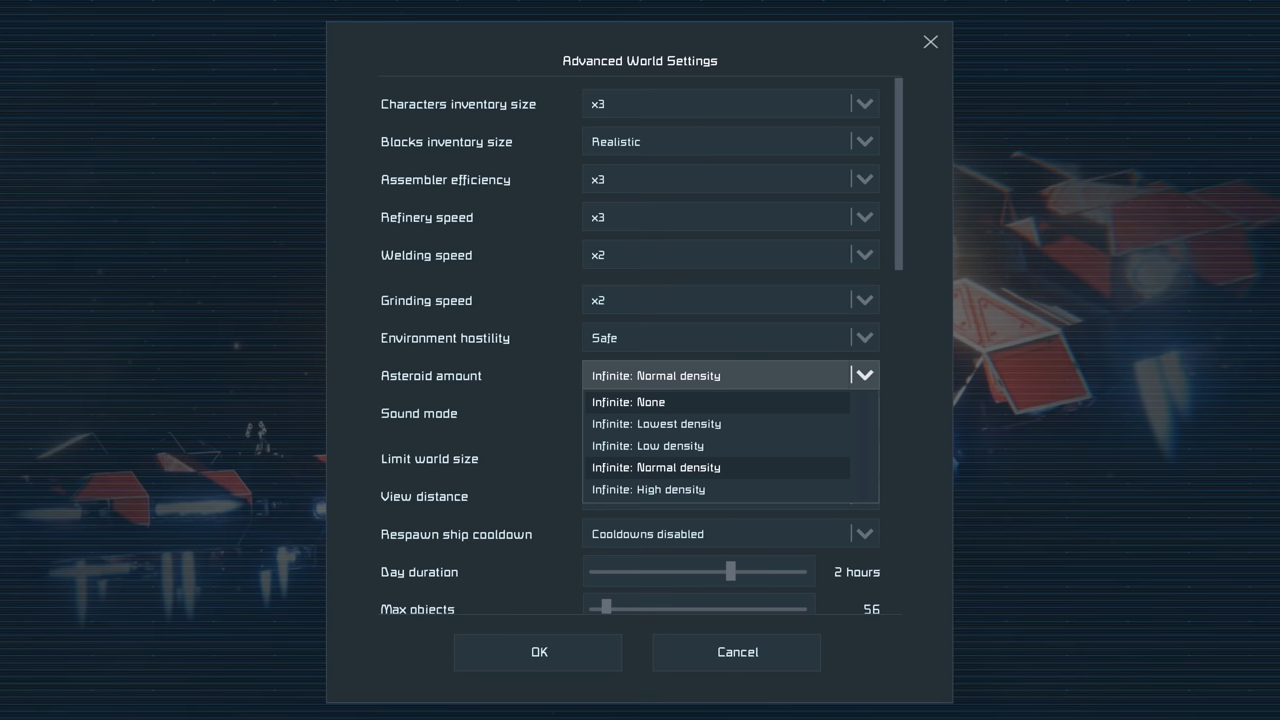 Advanced World Settings
Characters inventory size x3
Blocks inventory size Realistic
Assembler efficiency x3
Refinery speed x3
Welding speed x2
Grinding speed x2
Environment hostility Safe
Asteroid amount Infinite: Normal density
Infinite: None
Sound mode
Infinite: Lowest density
Infinite: Low density
Limit world size
Infinite: Normal density
Infinite: High density
View distance
Respawn ship cooldown Cooldowns disabled
Day duration 2 hours
Max objects 56
OK Cancel